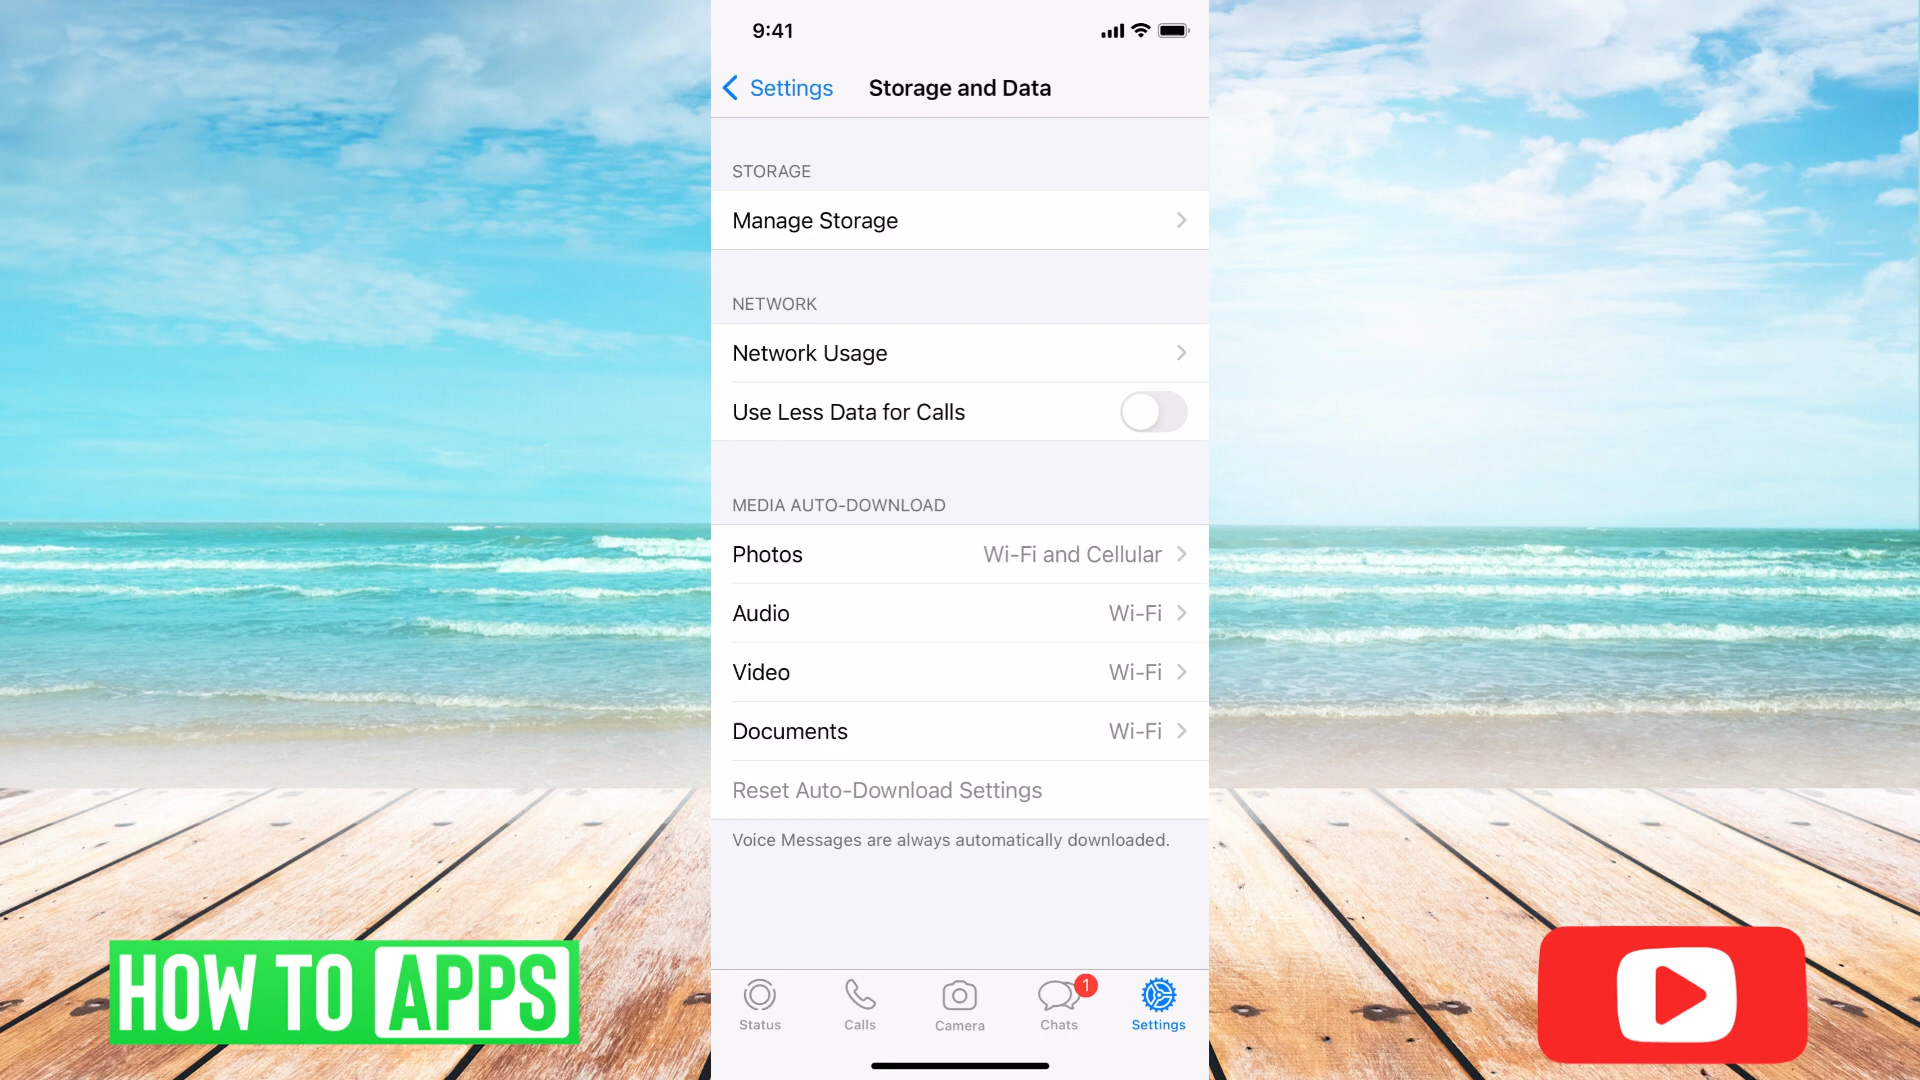 9:41
Settings
Storage and Data
STORAGE
Manage Storage
NETWORK
Network Usage
Use Less Data for Calls
MEDIA AUTO-DOWNLOAD
Photos Wi-Fi and Cellular
Audio Wi-Fi
Video Wi-Fi
Documents Wi-Fi
Reset Auto-Download Settings
Voice Messages are always automatically downloaded.
HOW TO APPS
1
Status Calls Camera Chats Settings